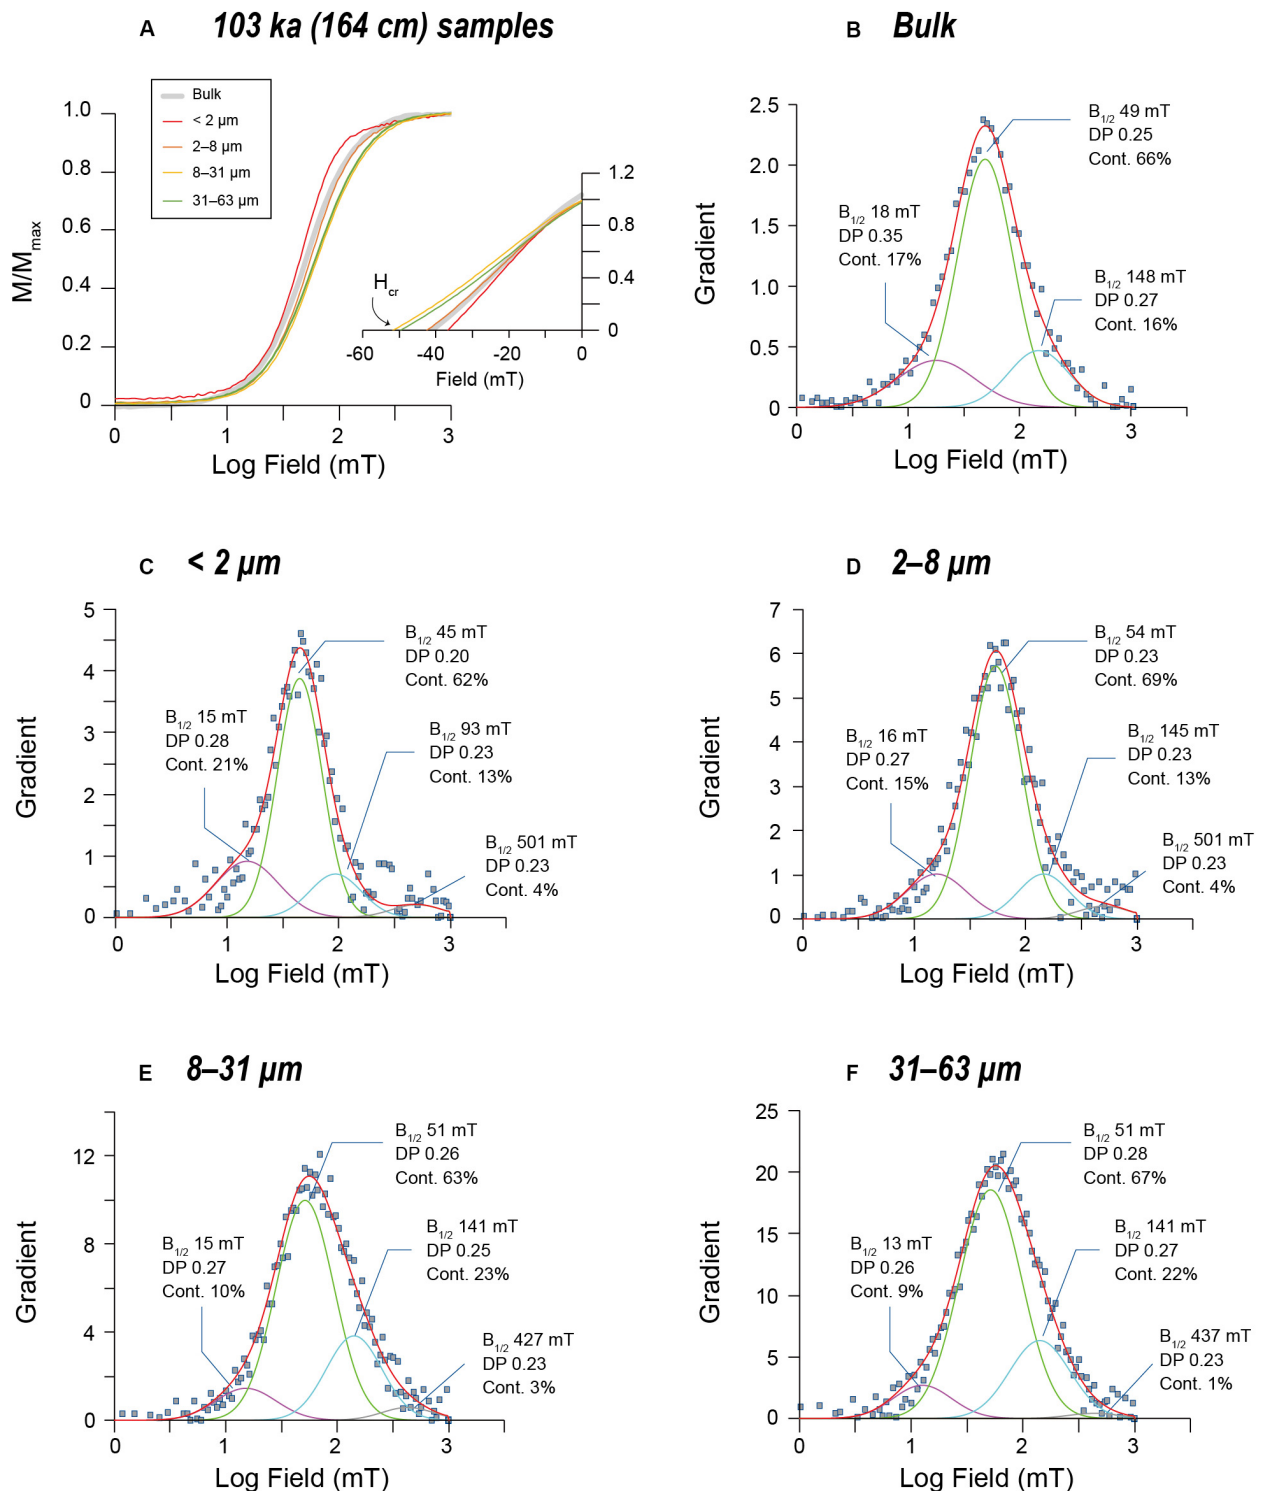 A 103 ka (164 cm) samples
Bulk
< 2 µm
2–8 µm
8–31 µm
31–63 µm
M/Mmax
1.0
0.8
0.6
0.4
0.2
0
0 1 2 3
Log Field (mT)
Hcr
1.2
0.8
0.4
0
-60 -40 -20 0
Field (mT)
B Bulk
Gradient
2.5
2.0
1.5
1.0
0.5
0
B1/2 49 mT
DP 0.25
Cont. 66%
B1/2 18 mT
DP 0.35
Cont. 17%
B1/2 148 mT
DP 0.27
Cont. 16%
0 1 2 3
Log Field (mT)
C < 2 µm
Gradient
5
4
3
2
1
0
B1/2 45 mT
DP 0.20
Cont. 62%
B1/2 15 mT
DP 0.28
Cont. 21%
B1/2 93 mT
DP 0.23
Cont. 13%
B1/2 501 mT
DP 0.23
Cont. 4%
0 1 2 3
Log Field (mT)
D 2–8 µm
Gradient
7
6
5
4
3
2
1
0
B1/2 54 mT
DP 0.23
Cont. 69%
B1/2 16 mT
DP 0.27
Cont. 15%
B1/2 145 mT
DP 0.23
Cont. 13%
B1/2 501 mT
DP 0.23
Cont. 4%
0 1 2 3
Log Field (mT)
E 8–31 µm
Gradient
12
8
4
0
B1/2 51 mT
DP 0.26
Cont. 63%
B1/2 15 mT
DP 0.27
Cont. 10%
B1/2 141 mT
DP 0.25
Cont. 23%
B1/2 427 mT
DP 0.23
Cont. 3%
0 1 2 3
Log Field (mT)
F 31–63 µm
Gradient
25
20
15
10
5
0
B1/2 51 mT
DP 0.28
Cont. 67%
B1/2 13 mT
DP 0.26
Cont. 9%
B1/2 141 mT
DP 0.27
Cont. 22%
B1/2 437 mT
DP 0.23
Cont. 1%
0 1 2 3
Log Field (mT)